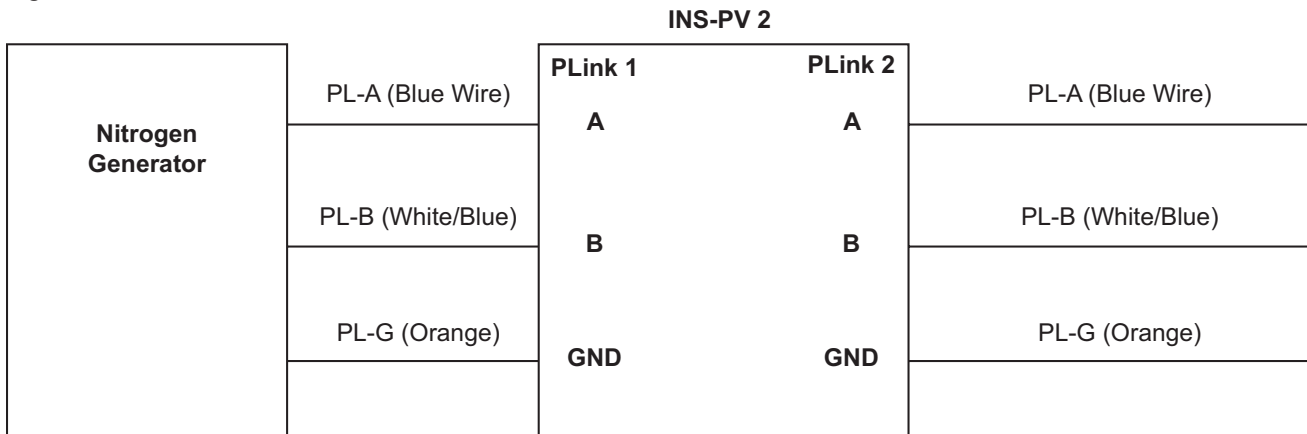 INS-PV 2
PLink 1
PLink 2
PL-A (Blue Wire)
A
A
PL-A (Blue Wire)
Nitrogen
Generator
PL-B (White/Blue)
B
B
PL-B (White/Blue)
PL-G (Orange)
GND
GND
PL-G (Orange)